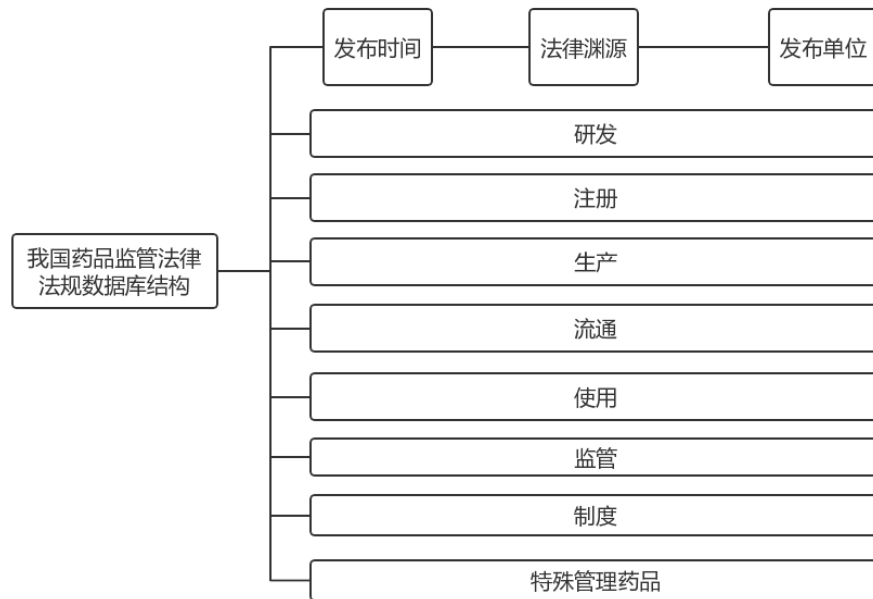 发布时间
法律渊源
发布单位
研发
注册
生产
我国药品监管法律
法规数据库结构
流通
使用
监管
制度
特殊管理药品